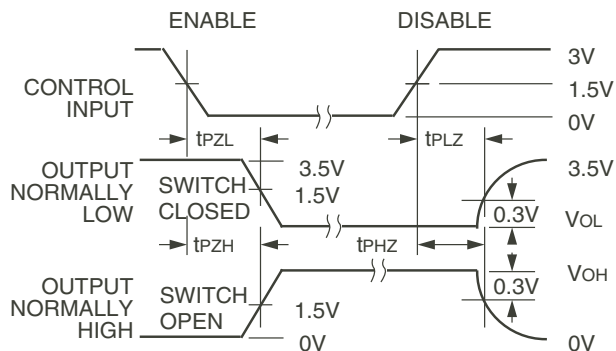 ENABLE
DISABLE
CONTROL
INPUT
3V
1.5V
0V
tPZL
tPLZ
OUTPUT
NORMALLY
LOW
SWITCH
CLOSED
3.5V
1.5V
3.5V
0.3V
VOL
tPZH
tPHZ
OUTPUT
NORMALLY
HIGH
SWITCH
OPEN
1.5V
0V
VOH
0.3V
0V